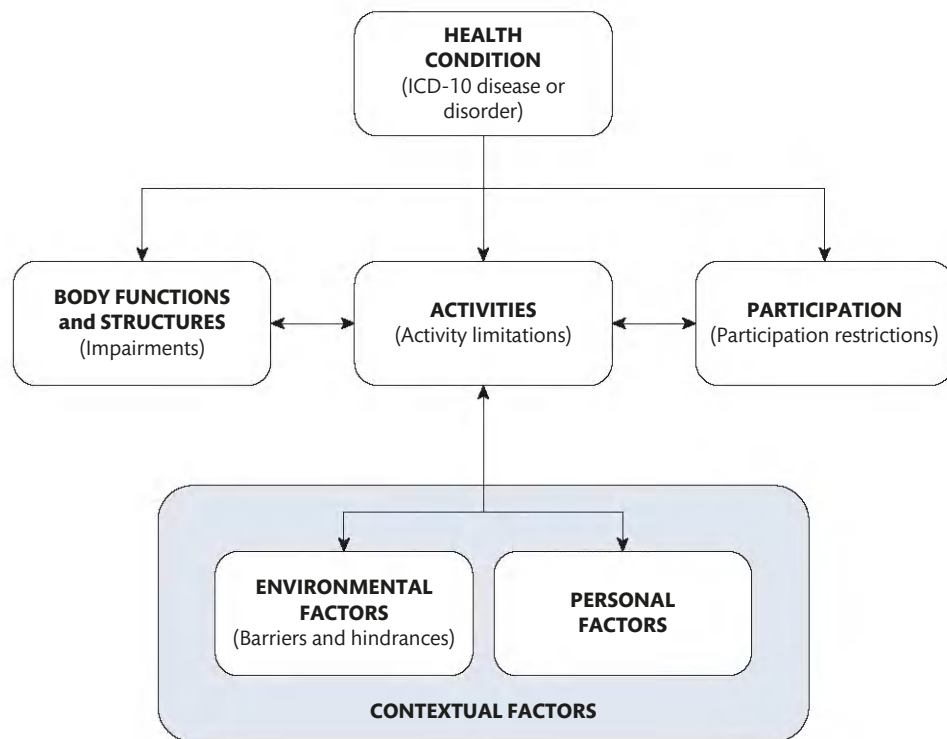 HEALTH
CONDITION
(ICD-10 disease or
disorder)
BODY FUNCTIONS
and STRUCTURES
(Impairments)
ACTIVITIES
(Activity limitations)
PARTICIPATION
(Participation restrictions)
ENVIRONMENTAL
FACTORS
(Barriers and hindrances)
PERSONAL
FACTORS
CONTEXTUAL FACTORS